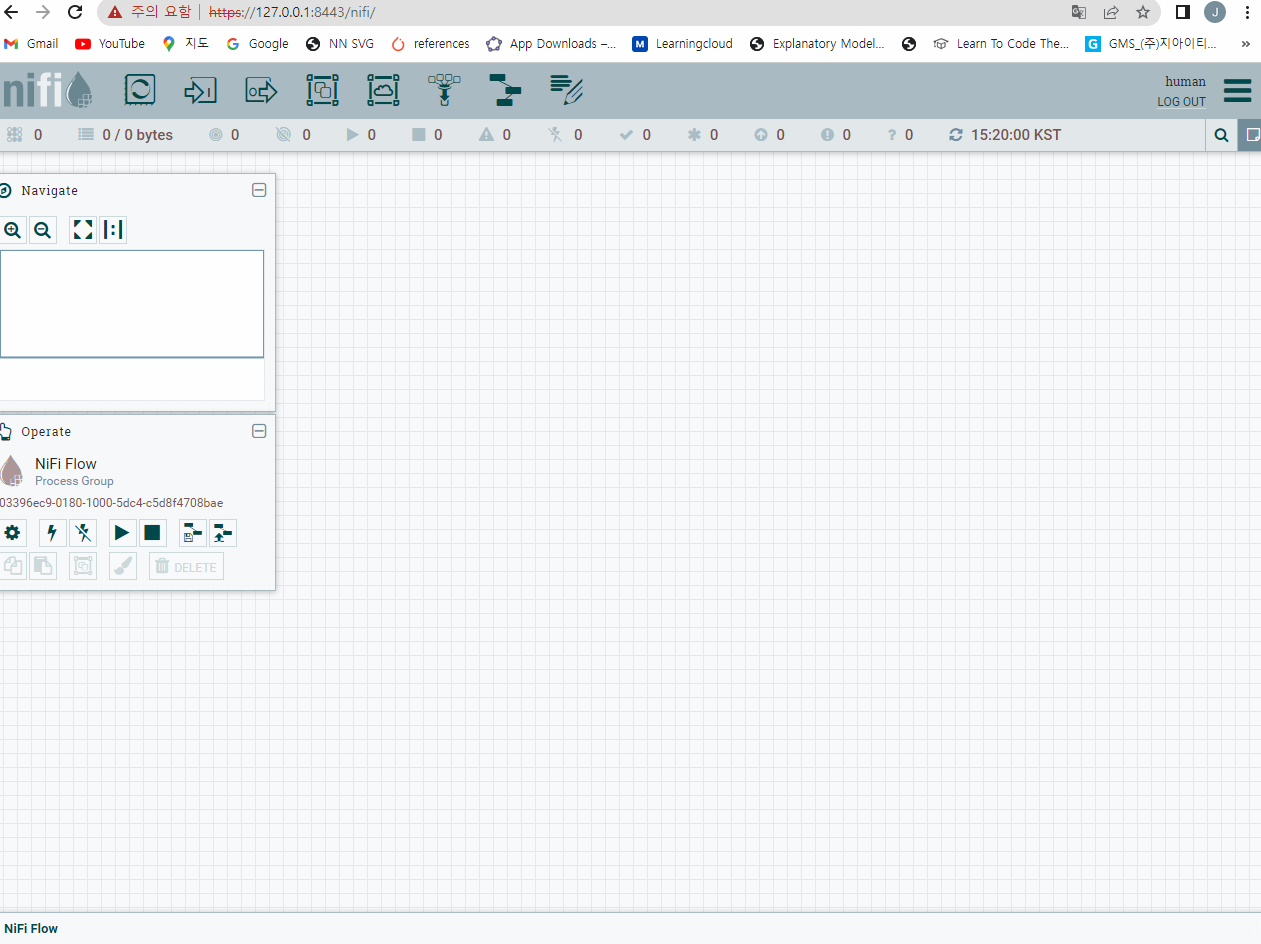 주의 요함 | https://127.0.0.1:8443/nifi/ J
Gmail YouTube 지도 Google NN SVG references App Downloads –... M Learningcloud Explanatory Model... Learn To Code The... G GMS_(주)지아이티... »
nifi human
LOG OUT
0 0 / 0 bytes 0 0 0 0 0 0 0 0 0 0 ? 0 15:20:00 KST
Navigate
Operate
NiFi Flow
Process Group
03396ec9-0180-1000-5dc4-c5d8f4708bae
DELETE
NiFi Flow